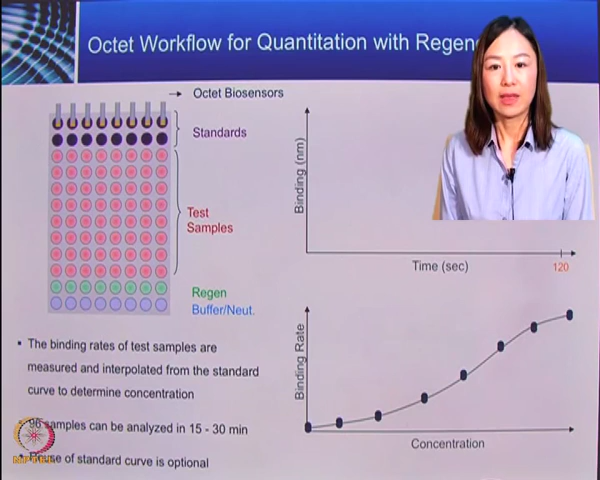 Octet Workflow for Quantitation with
Octet Biosensors
Standards
Test
Samples
Regen
Buffer/Neut.
Binding (nm)
Time (sec)
120
Binding Rate
Concentration
▪ The binding rates of test samples are
measured and interpolated from the standard
curve to determine concentration
96 samples can be analyzed in 15 - 30 min
of standard curve is optional